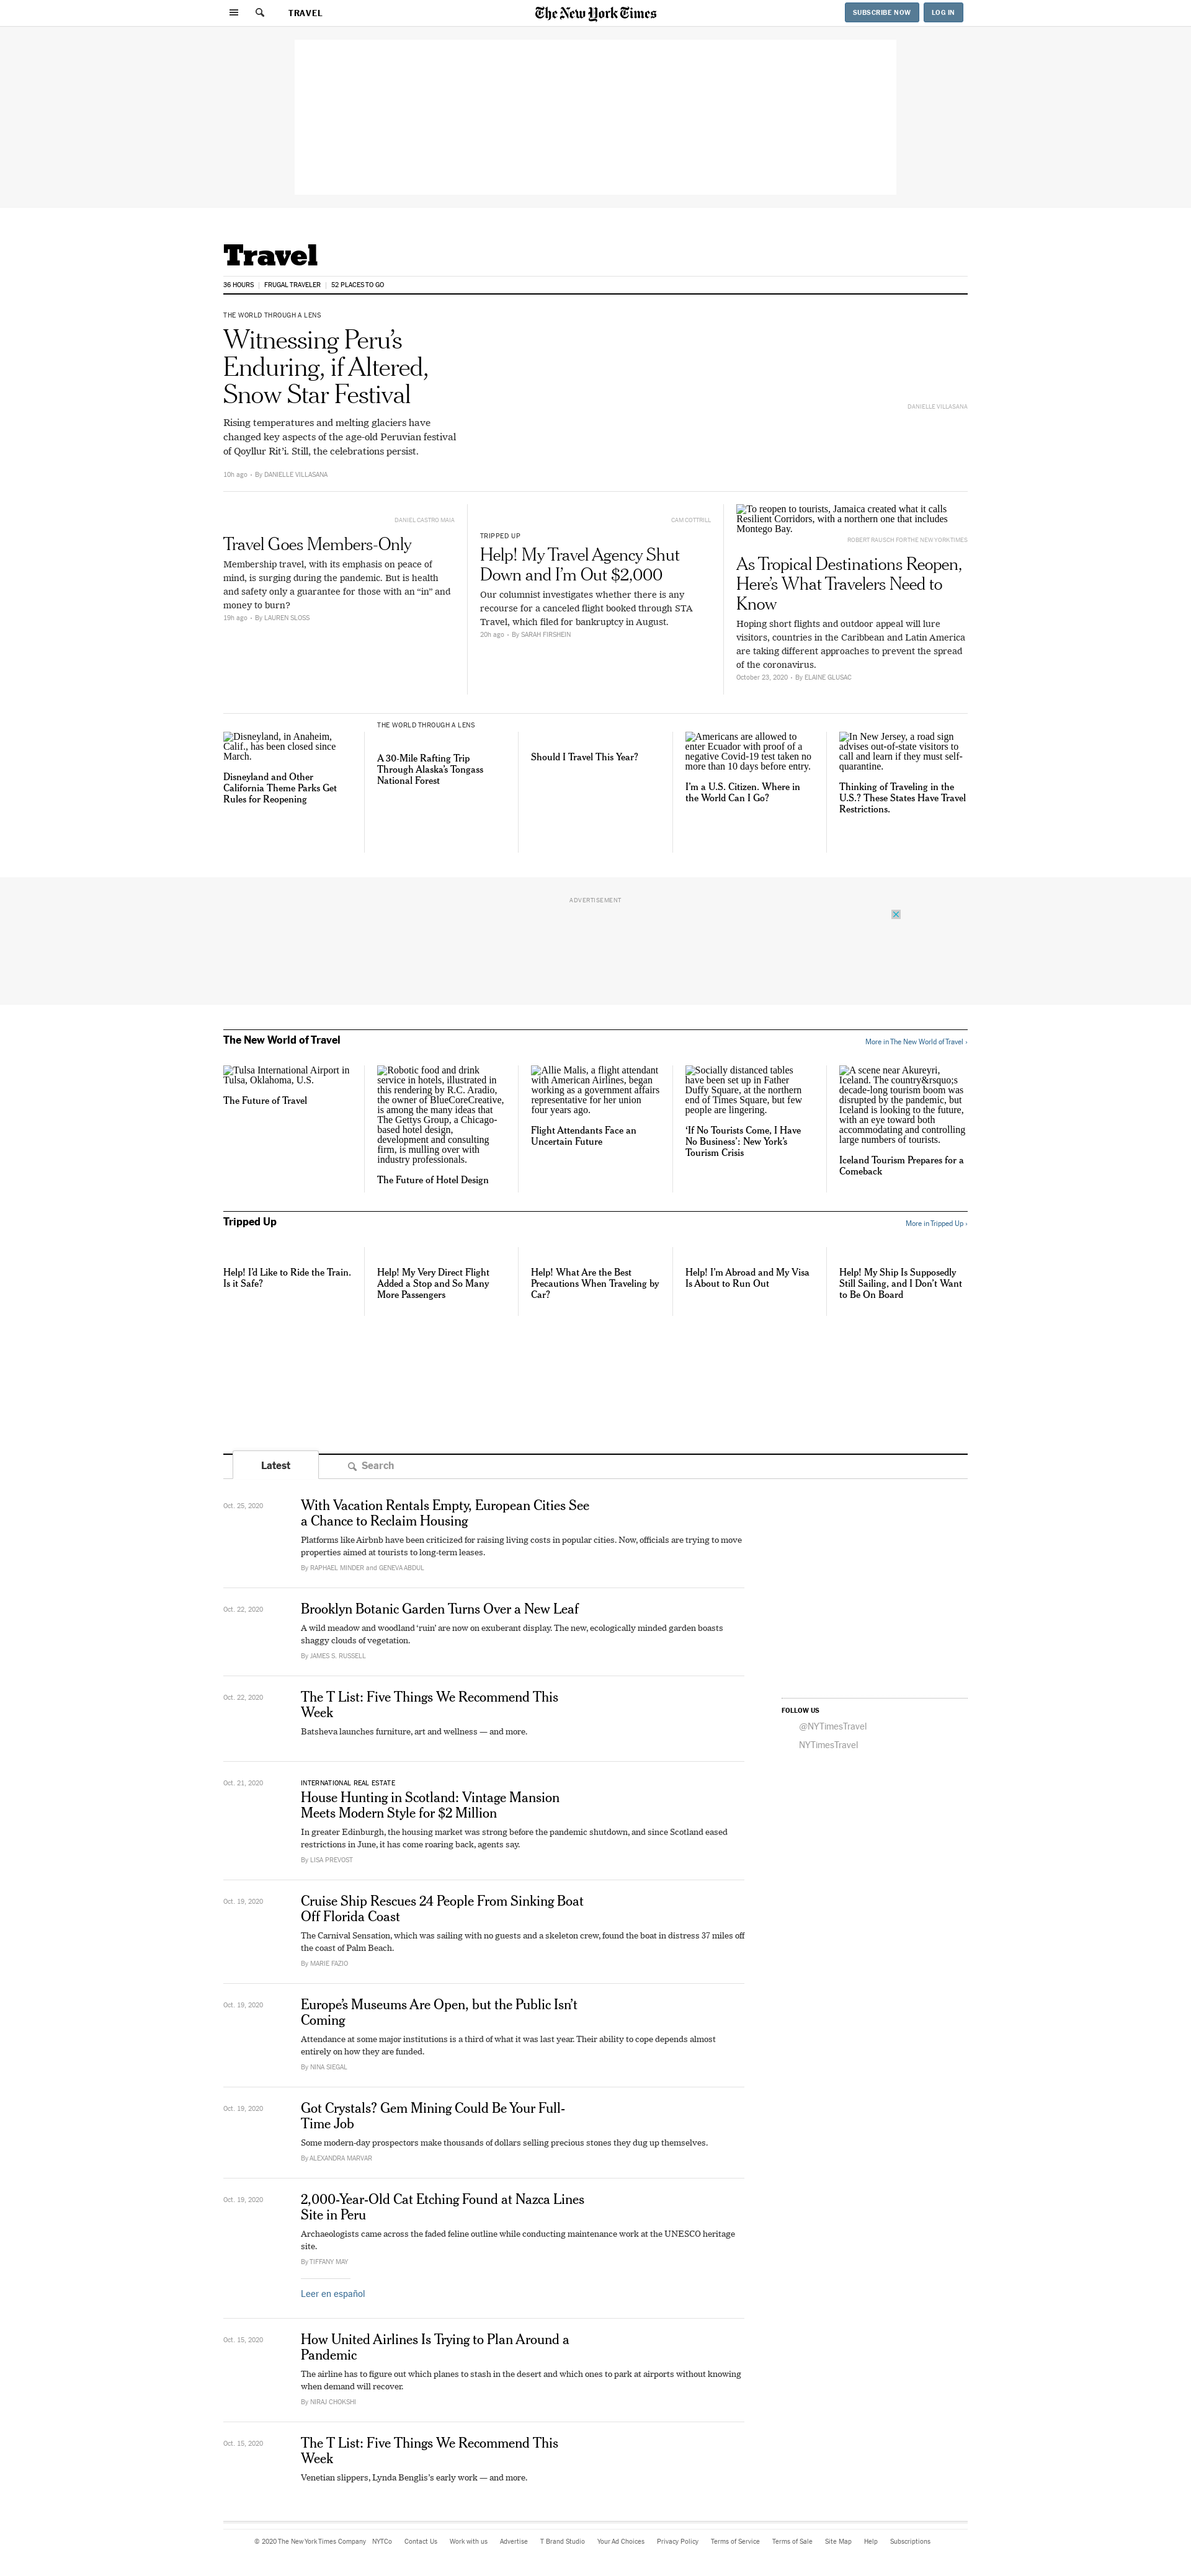 TRAVEL
The New York Times
SUBSCRIBE NOW
LOG IN
Travel
36 HOURS
FRUGAL TRAVELER
52 PLACES TO GO
THE WORLD THROUGH A LENS
Witnessing Peru’s
Enduring, if Altered,
Snow Star Festival
Rising temperatures and melting glaciers have
changed key aspects of the age-old Peruvian festival
of Qoyllur Rit’i. Still, the celebrations persist.
10h ago • By DANIELLE VILLASANA
DANIELLE VILLASANA
DANIEL CASTRO MAIA
Travel Goes Members-Only
Membership travel, with its emphasis on peace of
mind, is surging during the pandemic. But is health
and safety only a guarantee for those with an “in” and
money to burn?
19h ago • By LAUREN SLOSS
CAM COTTRILL
TRIPPED UP
Help! My Travel Agency Shut
Down and I’m Out $2,000
Our columnist investigates whether there is any
recourse for a canceled flight booked through STA
Travel, which filed for bankruptcy in August.
20h ago • By SARAH FIRSHEIN
To reopen to tourists, Jamaica created what it calls
Resilient Corridors, with a northern one that includes
Montego Bay.
ROBERT RAUSCH FOR THE NEW YORK TIMES
As Tropical Destinations Reopen,
Here’s What Travelers Need to
Know
Hoping short flights and outdoor appeal will lure
visitors, countries in the Caribbean and Latin America
are taking different approaches to prevent the spread
of the coronavirus.
October 23, 2020 • By ELAINE GLUSAC
Disneyland, in Anaheim,
Calif., has been closed since
March.
Disneyland and Other
California Theme Parks Get
Rules for Reopening
THE WORLD THROUGH A LENS
A 30-Mile Rafting Trip
Through Alaska’s Tongass
National Forest
Should I Travel This Year?
Americans are allowed to
enter Ecuador with proof of a
negative Covid-19 test taken no
more than 10 days before entry.
I’m a U.S. Citizen. Where in
the World Can I Go?
In New Jersey, a road sign
advises out-of-state visitors to
call and learn if they must self-
quarantine.
Thinking of Traveling in the
U.S.? These States Have Travel
Restrictions.
ADVERTISEMENT
The New World of Travel
More in The New World of Travel ›
Tulsa International Airport in
Tulsa, Oklahoma, U.S.
The Future of Travel
Robotic food and drink
service in hotels, illustrated in
this rendering by R.C. Aradio,
the owner of BlueCoreCreative,
is among the many ideas that
The Gettys Group, a Chicago-
based hotel design,
development and consulting
firm, is mulling over with
industry professionals.
The Future of Hotel Design
Allie Malis, a flight attendant
with American Airlines, began
working as a government affairs
representative for her union
four years ago.
Flight Attendants Face an
Uncertain Future
Socially distanced tables
have been set up in Father
Duffy Square, at the northern
end of Times Square, but few
people are lingering.
‘If No Tourists Come, I Have
No Business’: New York’s
Tourism Crisis
A scene near Akureyri,
Iceland. The country&rsquo;s
decade-long tourism boom was
disrupted by the pandemic, but
Iceland is looking to the future,
with an eye toward both
accommodating and controlling
large numbers of tourists.
Iceland Tourism Prepares for a
Comeback
Tripped Up
More in Tripped Up ›
Help! I’d Like to Ride the Train.
Is it Safe?
Help! My Very Direct Flight
Added a Stop and So Many
More Passengers
Help! What Are the Best
Precautions When Traveling by
Car?
Help! I’m Abroad and My Visa
Is About to Run Out
Help! My Ship Is Supposedly
Still Sailing, and I Don’t Want
to Be On Board
Latest
Search
Oct. 25, 2020
With Vacation Rentals Empty, European Cities See
a Chance to Reclaim Housing
Platforms like Airbnb have been criticized for raising living costs in popular cities. Now, officials are trying to move
properties aimed at tourists to long-term leases.
By RAPHAEL MINDER and GENEVA ABDUL
Oct. 22, 2020
Brooklyn Botanic Garden Turns Over a New Leaf
A wild meadow and woodland ‘ruin’ are now on exuberant display. The new, ecologically minded garden boasts
shaggy clouds of vegetation.
By JAMES S. RUSSELL
Oct. 22, 2020
The T List: Five Things We Recommend This
Week
Batsheva launches furniture, art and wellness — and more.
FOLLOW US
@NYTimesTravel
NYTimesTravel
Oct. 21, 2020
INTERNATIONAL REAL ESTATE
House Hunting in Scotland: Vintage Mansion
Meets Modern Style for $2 Million
In greater Edinburgh, the housing market was strong before the pandemic shutdown, and since Scotland eased
restrictions in June, it has come roaring back, agents say.
By LISA PREVOST
Oct. 19, 2020
Cruise Ship Rescues 24 People From Sinking Boat
Off Florida Coast
The Carnival Sensation, which was sailing with no guests and a skeleton crew, found the boat in distress 37 miles off
the coast of Palm Beach.
By MARIE FAZIO
Oct. 19, 2020
Europe’s Museums Are Open, but the Public Isn’t
Coming
Attendance at some major institutions is a third of what it was last year. Their ability to cope depends almost
entirely on how they are funded.
By NINA SIEGAL
Oct. 19, 2020
Got Crystals? Gem Mining Could Be Your Full-
Time Job
Some modern-day prospectors make thousands of dollars selling precious stones they dug up themselves.
By ALEXANDRA MARVAR
Oct. 19, 2020
2,000-Year-Old Cat Etching Found at Nazca Lines
Site in Peru
Archaeologists came across the faded feline outline while conducting maintenance work at the UNESCO heritage
site.
By TIFFANY MAY
Leer en español
Oct. 15, 2020
How United Airlines Is Trying to Plan Around a
Pandemic
The airline has to figure out which planes to stash in the desert and which ones to park at airports without knowing
when demand will recover.
By NIRAJ CHOKSHI
Oct. 15, 2020
The T List: Five Things We Recommend This
Week
Venetian slippers, Lynda Benglis’s early work — and more.
© 2020 The New York Times Company NYTCo Contact Us Work with us Advertise T Brand Studio Your Ad Choices Privacy Policy Terms of Service Terms of Sale Site Map Help Subscriptions